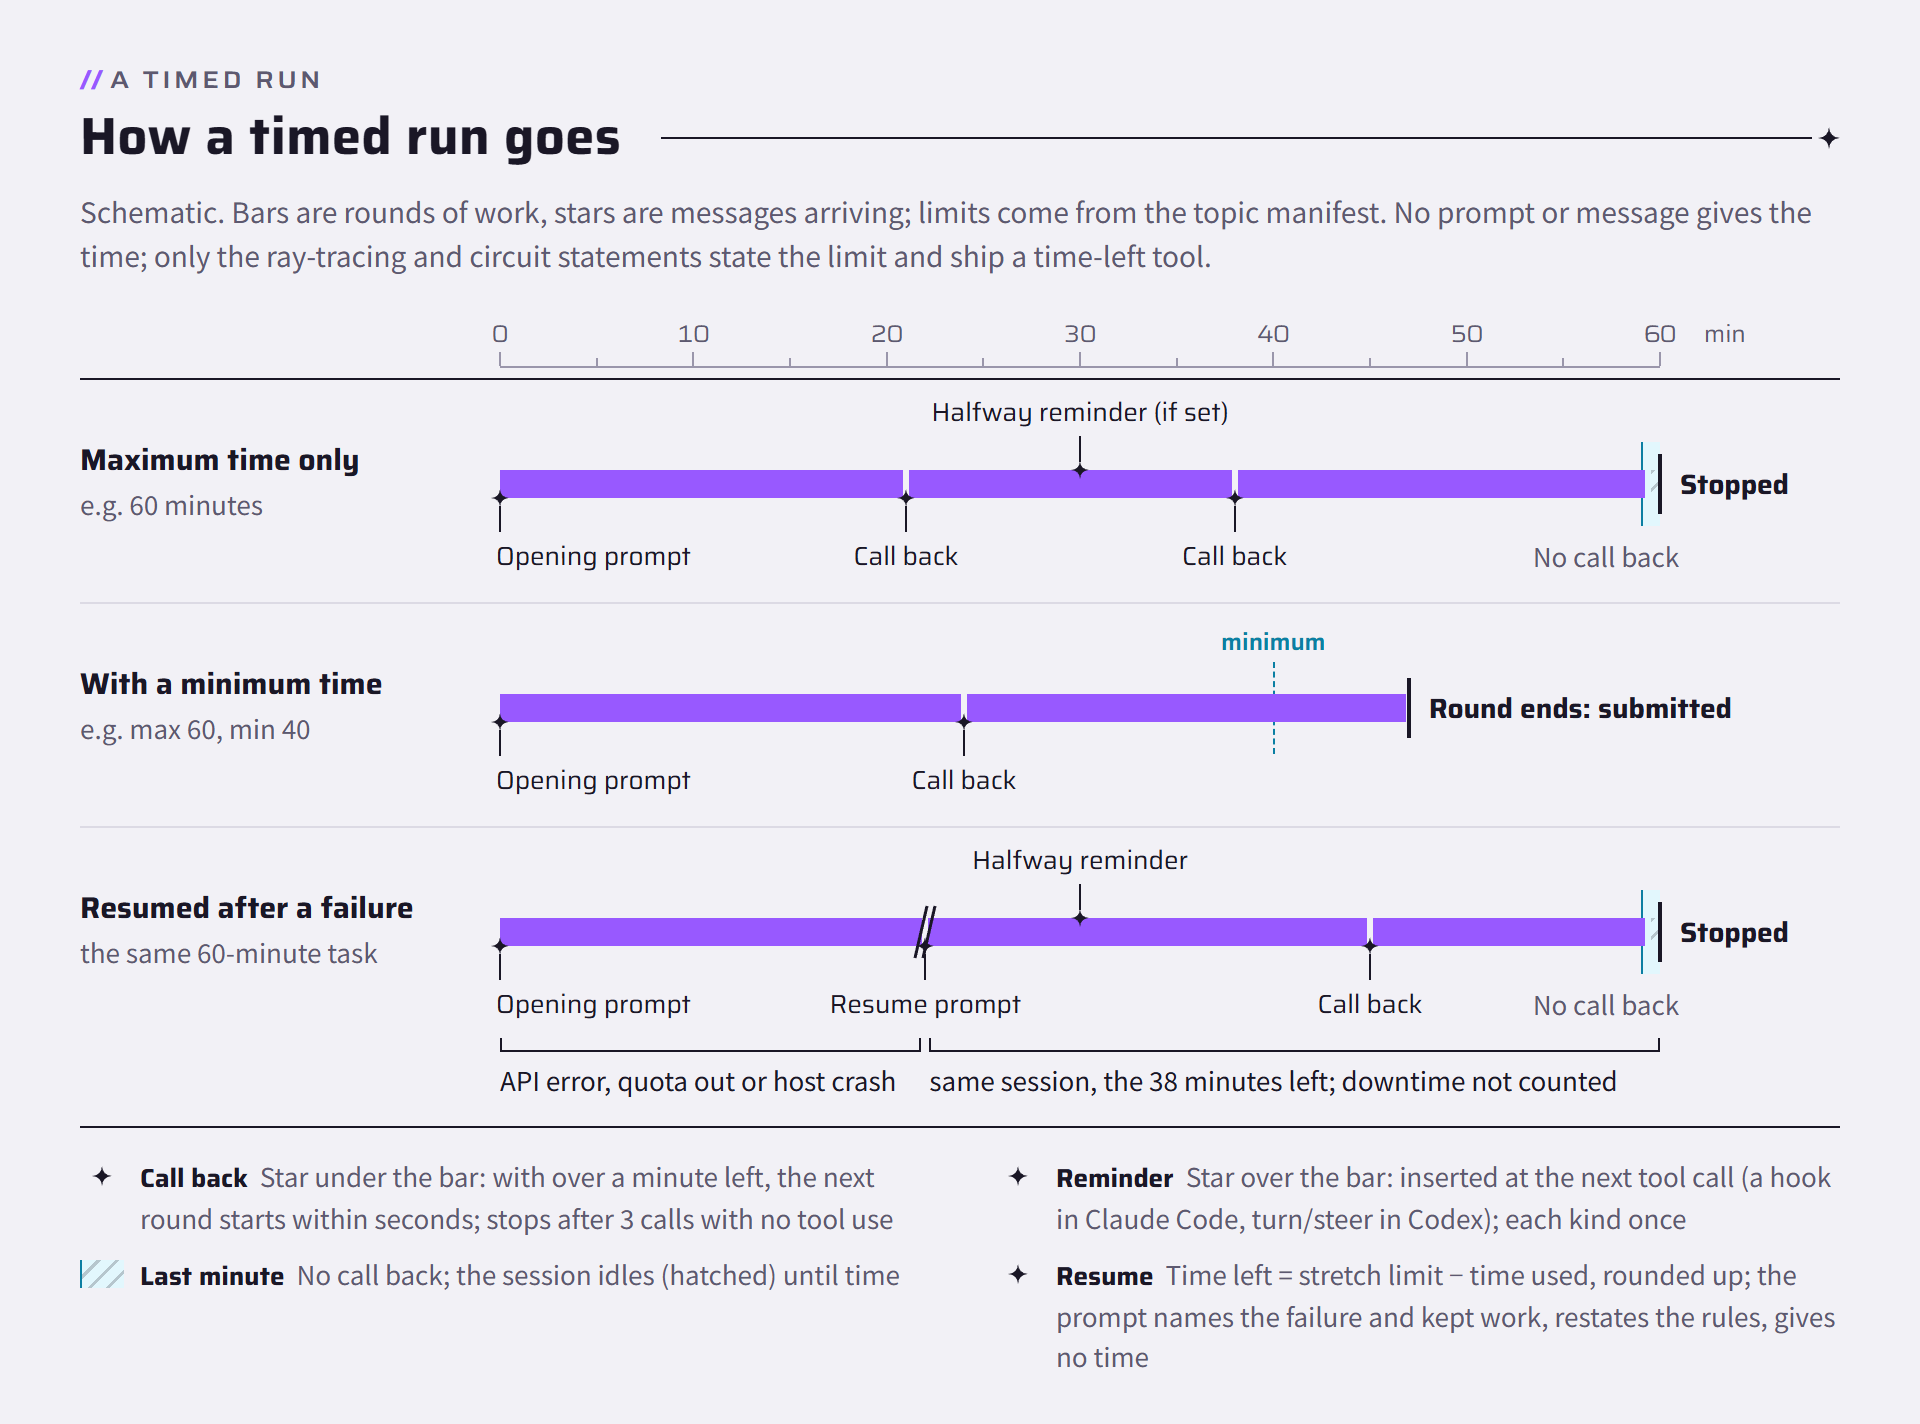 // A TIMED RUN
How a timed run goes
Schematic. Bars are rounds of work, stars are messages arriving; limits come from the topic manifest. No prompt or message gives the
time; only the ray-tracing and circuit statements state the limit and ship a time-left tool.
0 10 20 30 40 50 60 min
Halfway reminder (if set)
Maximum time only
e.g. 60 minutes
Stopped
Opening prompt
Call back
Call back
No call back
minimum
With a minimum time
e.g. max 60, min 40
Round ends: submitted
Opening prompt
Call back
Halfway reminder
Resumed after a failure
the same 60-minute task
Stopped
Opening prompt
Resume prompt
Call back
No call back
API error, quota out or host crash
same session, the 38 minutes left; downtime not counted
Call back Star under the bar: with over a minute left, the next
round starts within seconds; stops after 3 calls with no tool use
Last minute No call back; the session idles (hatched) until time
Reminder Star over the bar: inserted at the next tool call (a hook
in Claude Code, turn/steer in Codex); each kind once
Resume Time left = stretch limit − time used, rounded up; the
prompt names the failure and kept work, restates the rules, gives
no time